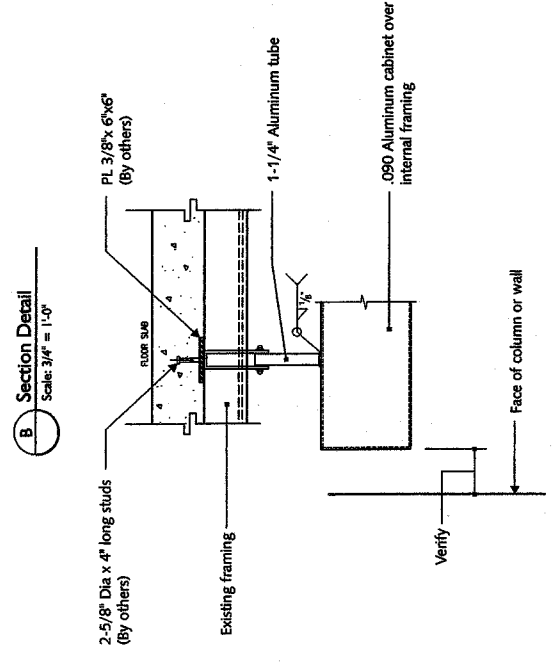 B
Section Detail
Scale: 3/4" = 1'-0"
2-5/8" Dia x 4" long studs
(By others)
PL 3/8"x 6"x6"
(By others)
FLOOR SLAB
Existing framing
1-1/4" Aluminum tube
1/8"
.090 Aluminum cabinet over
internal framing
Verify
Face of column or wall